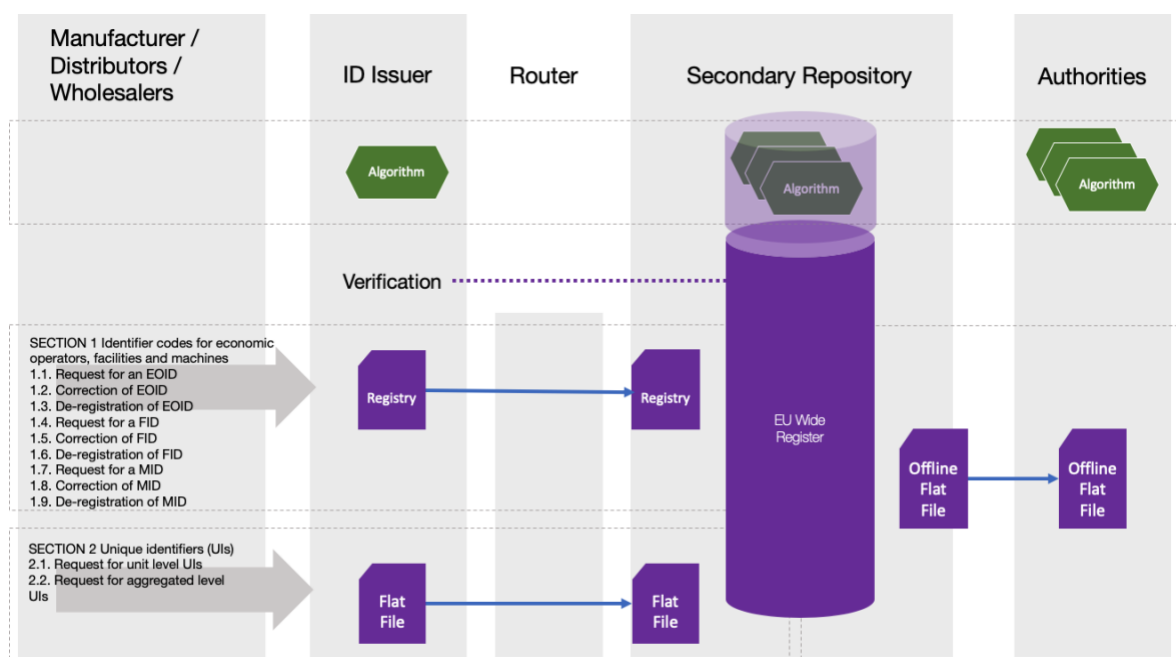 Manufacturer /
Distributors /
Wholesalers
ID Issuer
Router
Secondary Repository
Authorities
Algorithm
Algorithm
Algorithm
Verification
SECTION 1 Identifier codes for economic
operators, facilities and machines
1.1. Request for an EOID
1.2. Correction of EOID
1.3. De-registration of EOID
1.4. Request for a FID
1.5. Correction of FID
1.6. De-registration of FID
1.7. Request for a MID
1.8. Correction of MID
1.9. De-registration of MID
Registry
Registry
EU Wide
Register
Offline
Flat
File
Offline
Flat
File
SECTION 2 Unique identifiers (UIs)
2.1. Request for unit level UIs
2.2. Request for aggregated level
UIs
Flat
File
Flat
File